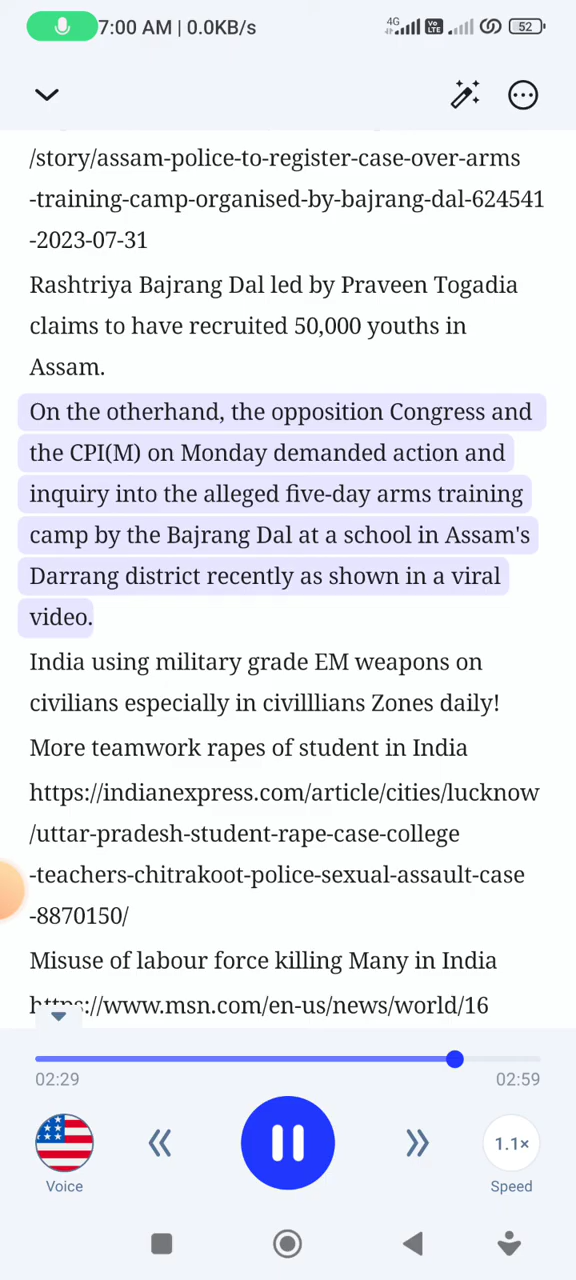 7:00 AM | 0.0KB/s
4G
Vo
LTE
52
/story/assam-police-to-register-case-over-arms
-training-camp-organised-by-bajrang-dal-624541
-2023-07-31
Rashtriya Bajrang Dal led by Praveen Togadia
claims to have recruited 50,000 youths in
Assam.
On the otherhand, the opposition Congress and
the CPI(M) on Monday demanded action and
inquiry into the alleged five-day arms training
camp by the Bajrang Dal at a school in Assam's
Darrang district recently as shown in a viral
video.
India using military grade EM weapons on
civilians especially in civilllians Zones daily!
More teamwork rapes of student in India
https://indianexpress.com/article/cities/lucknow
/uttar-pradesh-student-rape-case-college
-teachers-chitrakoot-police-sexual-assault-case
-8870150/
Misuse of labour force killing Many in India
https://www.msn.com/en-us/news/world/16
02:29
02:59
1.1×
Voice
Speed